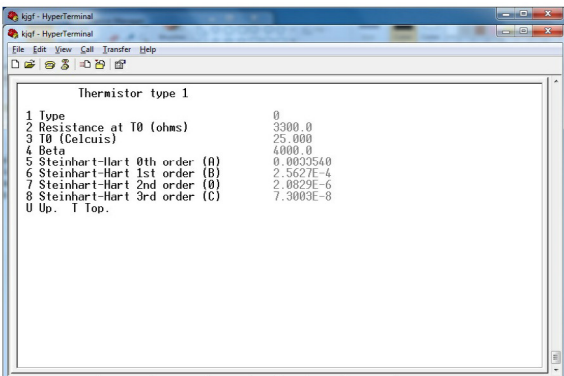 kjgf - HyperTerminal
kjgf - HyperTerminal
File Edit View Call Transfer Help
Thermistor type 1
1 Type 0
2 Resistance at T0 (ohms) 3300.0
3 T0 (Celcuis) 25.000
4 Beta 4000.0
5 Steinhart-Hart 0th order (A) 0.0033540
6 Steinhart-Hart 1st order (B) 2.5627E-4
7 Steinhart-Hart 2nd order (0) 2.0829E-6
8 Steinhart-Hart 3rd order (C) 7.3003E-8
U Up. T Top.